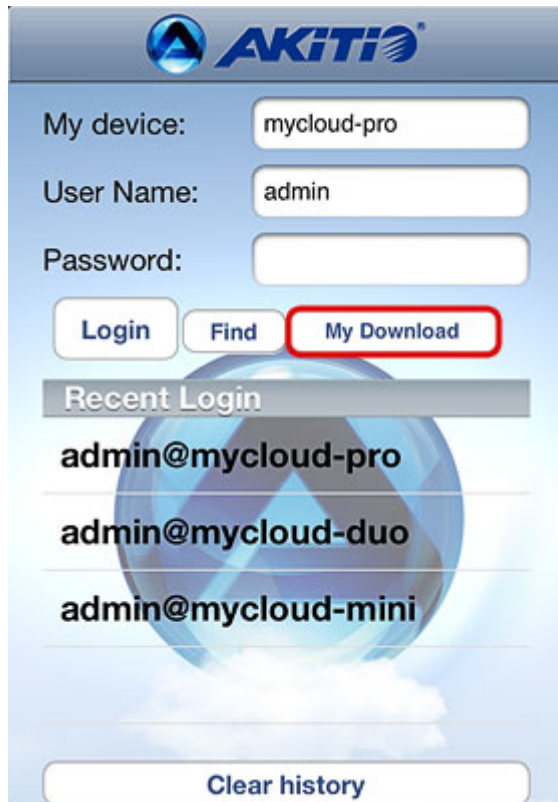 AKiTiO
My device: mycloud-pro
User Name: admin
Password:
Login Find My Download
Recent Login
admin@mycloud-pro
admin@mycloud-duo
admin@mycloud-mini
Clear history